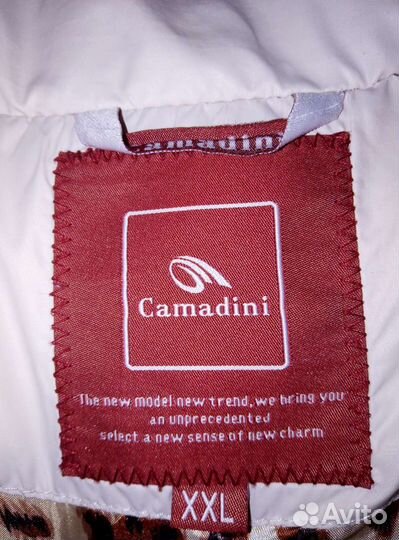 Camadini
Camadini
The new model new trend, we bring you
an unprecedented
select a new sense of new charm
XXL
Avito